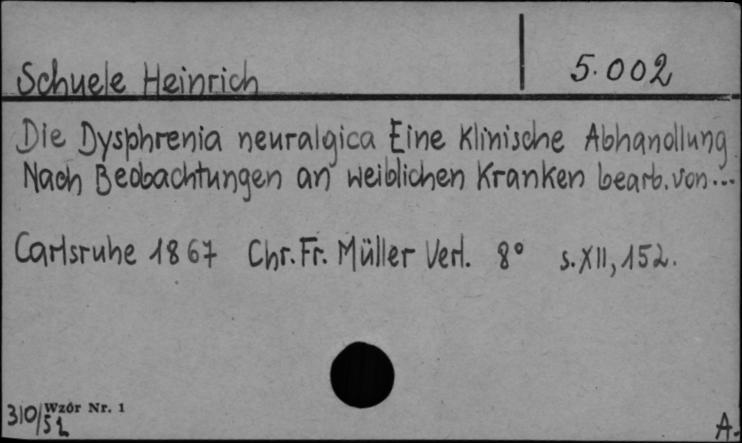 Schuele Heinrich 5.002
Die Dysphrenia neuralgica Eine Klinische Abhandlung
Nach Beobachtungen an weiblichen Kranken bearb. von...
Carlsruhe 1867 Chr. Fr. Müller Verl. 8° s. XII, 152.
310/52 Wzór Nr. 1
A.